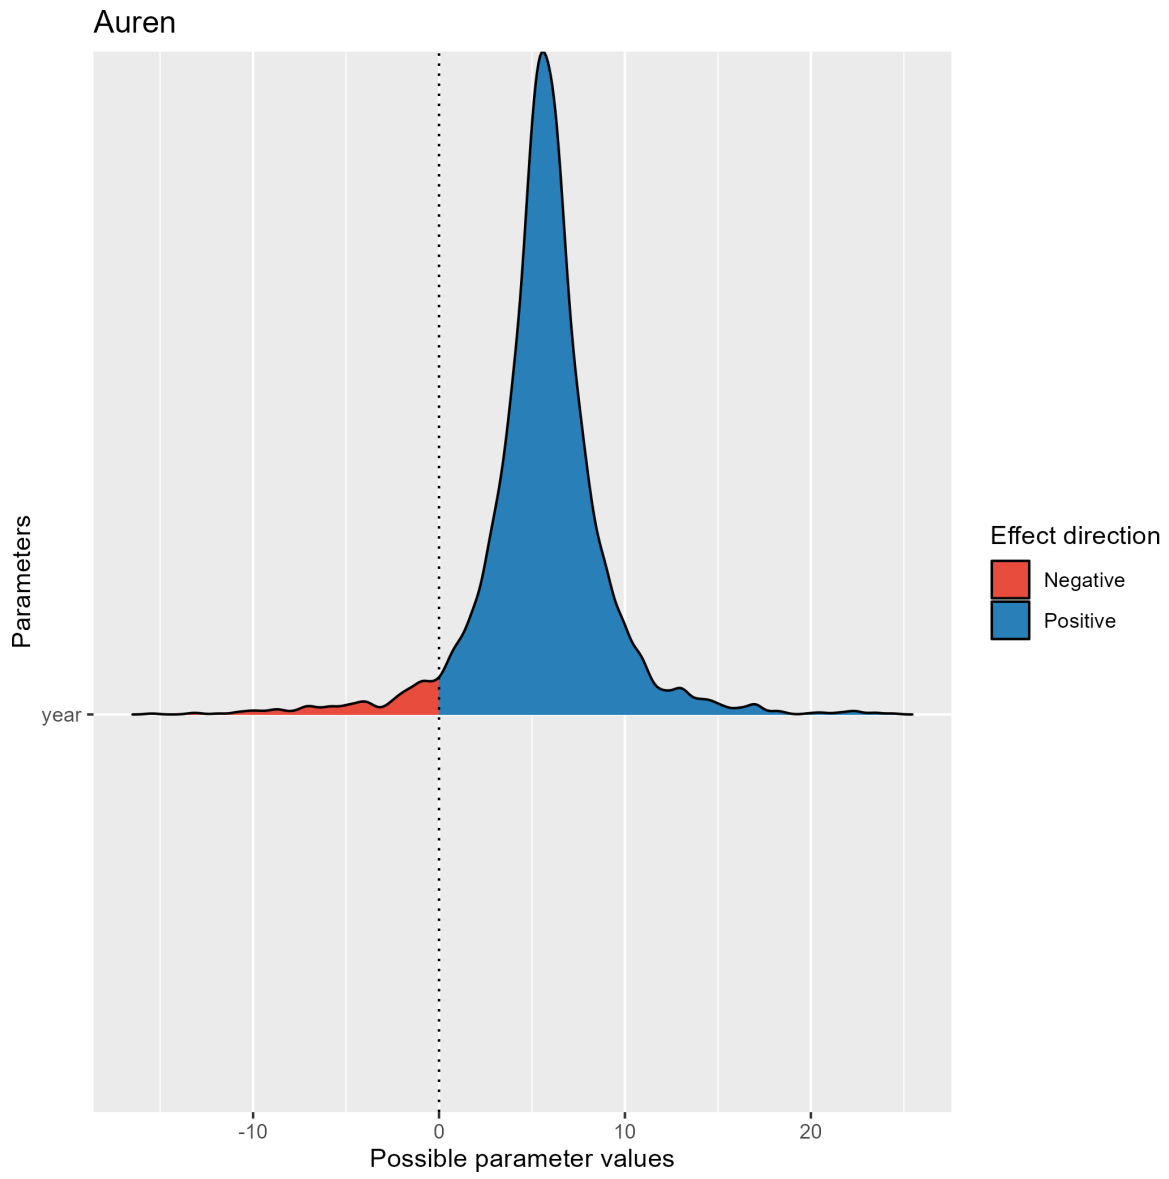 Auren
Parameters
year
-10 0 10 20
Possible parameter values
Effect direction
Negative
Positive